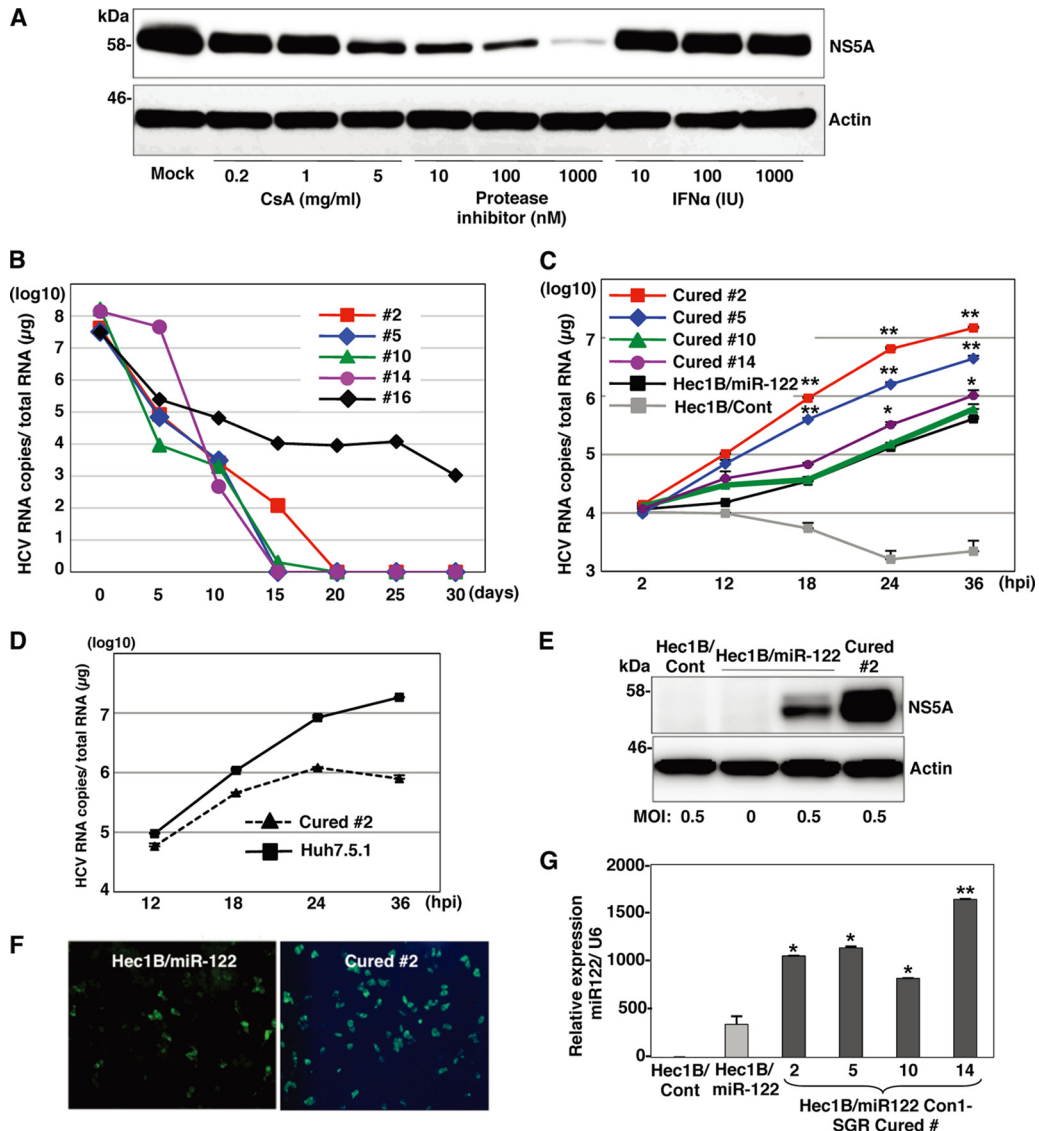 A
kDa
58-
NS5A
46-
Actin
Mock
0.2 1 5
10 100 1000
10 100 1000
CsA (mg/ml)
Protease
inhibitor (nM)
IFNα (IU)
B
(log10)
HCV RNA copies/ total RNA (µg)
8
7
6
5
4
3
2
1
0
0 5 10 15 20 25 30 (days)
#2
#5
#10
#14
#16
C
(log10)
HCV RNA copies/ total RNA (µg)
7
6
5
4
3
2 12 18 24 36 (hpi)
Cured #2
Cured #5
Cured #10
Cured #14
Hec1B/miR-122
Hec1B/Cont
** ** **
** ** **
* *
D
(log10)
HCV RNA copies/ total RNA (µg)
7
6
5
4
12 18 24 36 (hpi)
Cured #2
Huh7.5.1
E
Hec1B/
Cont
Hec1B/miR-122
Cured
#2
kDa
58-
NS5A
46-
Actin
MOI: 0.5 0 0.5 0.5
F
Hec1B/miR-122
Cured #2
G
Relative expression
miR122/ U6
2000
1500
1000
500
0
* * * **
Hec1B/
Cont
Hec1B/
miR-122
2 5 10 14
Hec1B/miR122 Con1-
SGR Cured #